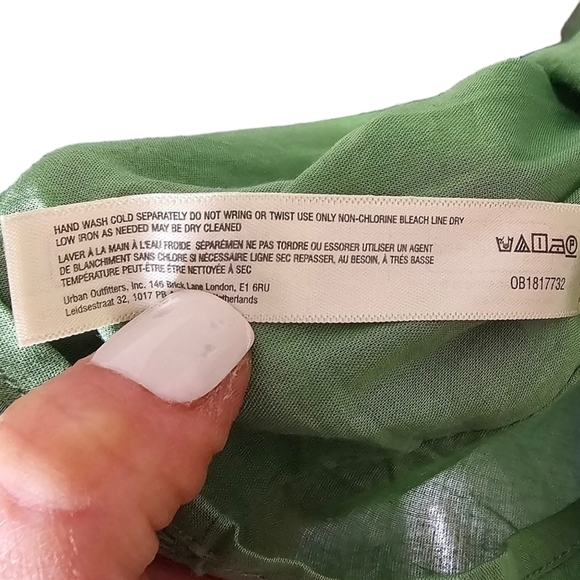 HAND WASH COLD SEPARATELY DO NOT WRING OR TWIST USE ONLY NON-CHLORINE BLEACH LINE DRY
LOW IRON AS NEEDED MAY BE DRY CLEANED
LAVER À LA MAIN À L'EAU FROIDE SÉPARÉMEN NE PAS TORDRE OU ESSORER UTILISER UN AGENT
DE BLANCHIMENT SANS CHLORE SI NÉCESSAIRE LIGNE SEC REPASSER, AU BESOIN, À TRÉS BASSE
TEMPÉRATURE PEUT-ÊTRE NETTOYÉE À SEC
Urban Outfitters, Inc. 146 Brick Lane London, E1 6RU
Leidsestraat 32, 1017 PB Netherlands
P
OB1817732